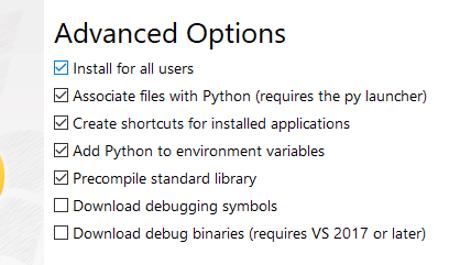 Advanced Options
Install for all users
Associate files with Python (requires the py launcher)
Create shortcuts for installed applications
Add Python to environment variables
Precompile standard library
Download debugging symbols
Download debug binaries (requires VS 2017 or later)